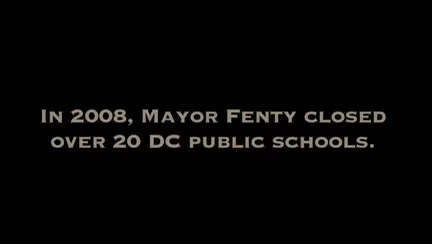 In 2008, Mayor Fenty closed
over 20 DC public schools.